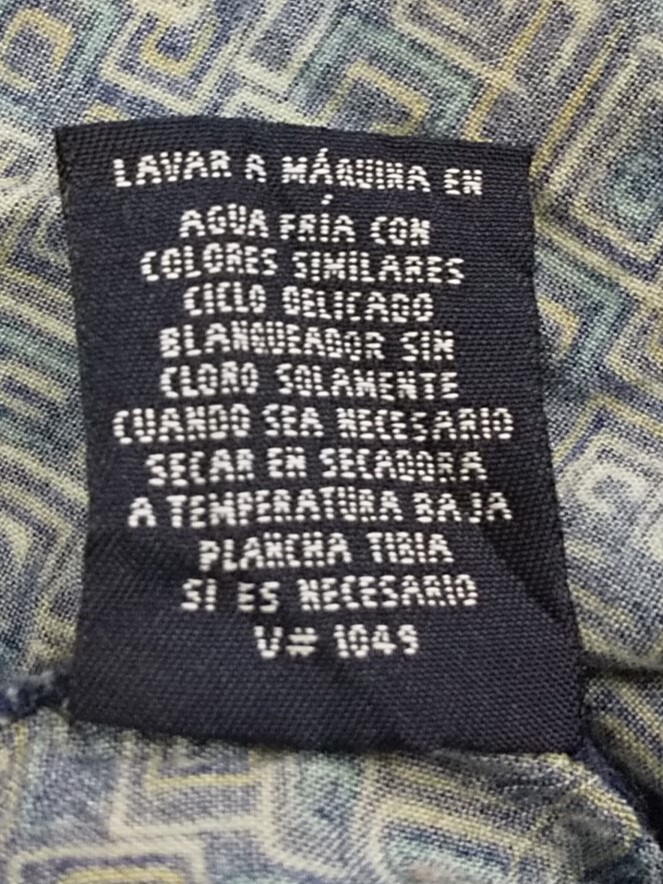 LAVAR A MÁQUINA EN
AGUA FRÍA CON
COLORES SIMILARES
CICLO DELICADO
BLANQUEADOR SIN
CLORO SOLAMENTE
CUANDO SEA NECESARIO
SECAR EN SECADORA
A TEMPERATURA BAJA
PLANCHA TIBIA
SI ES NECESARIO
V# 1049